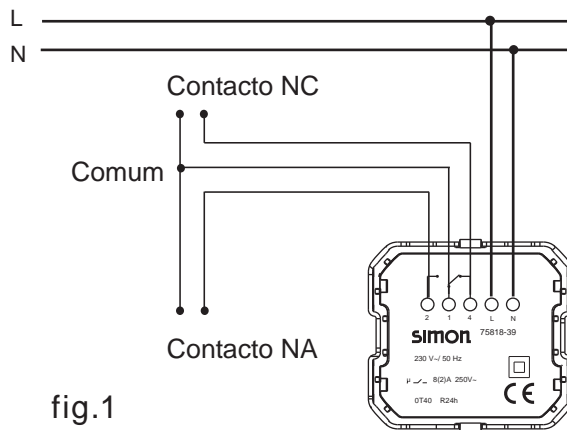 L
N
Contacto NC
Comum
Contacto NA
2 1 4 L N
simon 75818-39
230 V~/ 50 Hz
µ 8(2)A 250V~
0T40 R24h
CE
fig.1